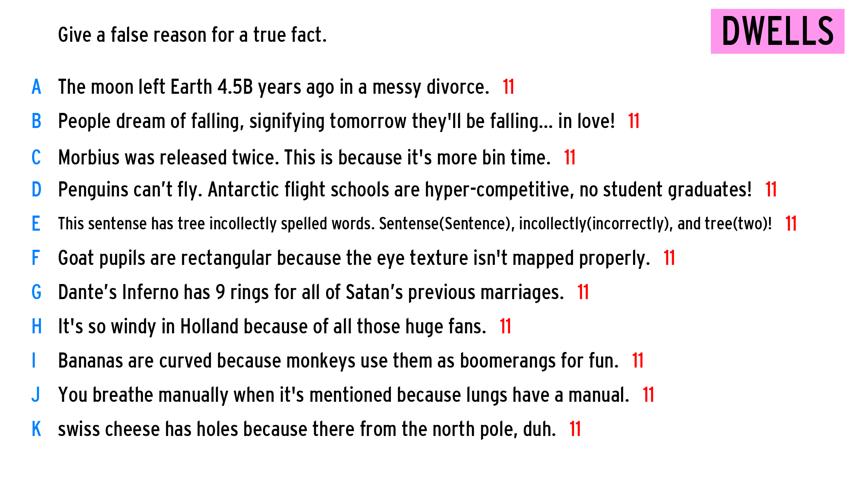 Give a false reason for a true fact.
DWELLS
A The moon left Earth 4.5B years ago in a messy divorce. 11
B People dream of falling, signifying tomorrow they'll be falling... in love! 11
C Morbius was released twice. This is because it's more bin time. 11
D Penguins can’t fly. Antarctic flight schools are hyper-competitive, no student graduates! 11
E This sentense has tree incollectly spelled words. Sentense(Sentence), incollectly(incorrectly), and tree(two)! 11
F Goat pupils are rectangular because the eye texture isn't mapped properly. 11
G Dante’s Inferno has 9 rings for all of Satan’s previous marriages. 11
H It's so windy in Holland because of all those huge fans. 11
I Bananas are curved because monkeys use them as boomerangs for fun. 11
J You breathe manually when it's mentioned because lungs have a manual. 11
K swiss cheese has holes because there from the north pole, duh. 11